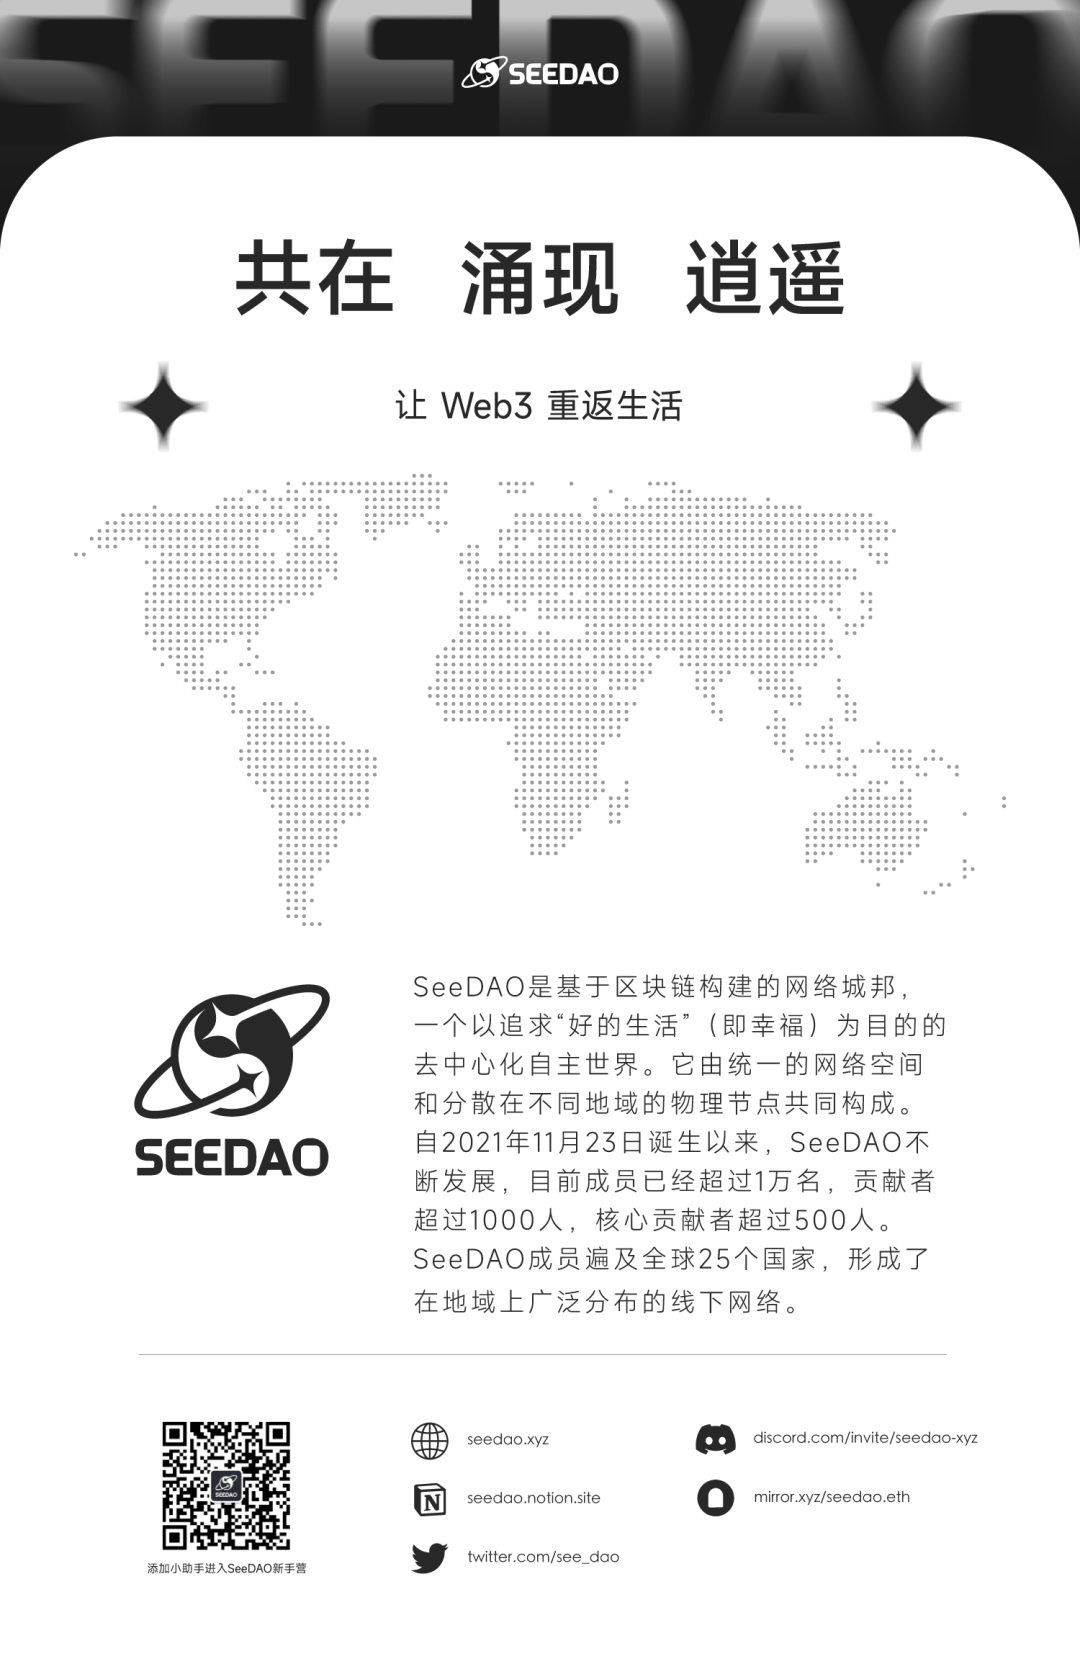 SEEDAO
SEEDAO
共在 涌现 逍遥
让 Web3 重返生活
SeeDAO是基于区块链构建的网络城邦，
一个以追求“好的生活”（即幸福）为目的的
去中心化自主世界。它由统一的网络空间
和分散在不同地域的物理节点共同构成。
自2021年11月23日诞生以来，SeeDAO不
断发展，目前成员已经超过1万名，贡献者
超过1000人，核心贡献者超过500人。
SeeDAO成员遍及全球25个国家，形成了
在地域上广泛分布的线下网络。
SEEDAO
SEEDAO
添加小助手进入SeeDAO新手营
seedao.xyz
seedao.notion.site
twitter.com/see_dao
discord.com/invite/seedao-xyz
mirror.xyz/seedao.eth